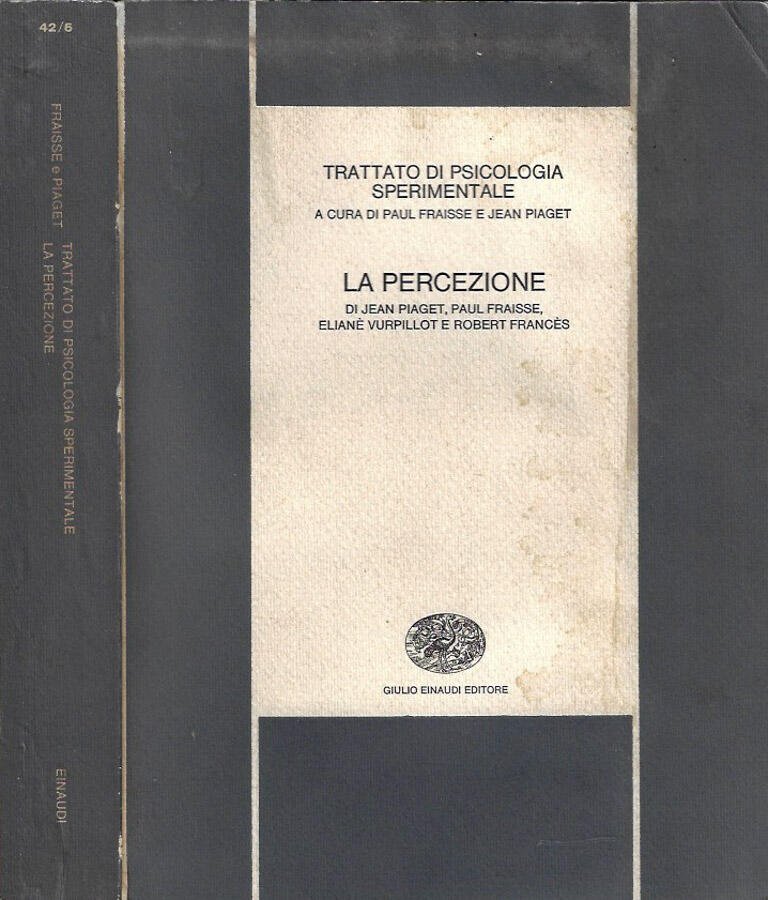 42/6
FRAISSE e PIAGET TRATTATO DI PSICOLOGIA SPERIMENTALE
LA PERCEZIONE
EINAUDI
TRATTATO DI PSICOLOGIA
SPERIMENTALE
A CURA DI PAUL FRAISSE E JEAN PIAGET
LA PERCEZIONE
DI JEAN PIAGET, PAUL FRAISSE,
ELIANÈ VURPILLOT E ROBERT FRANCÈS
GIULIO EINAUDI EDITORE